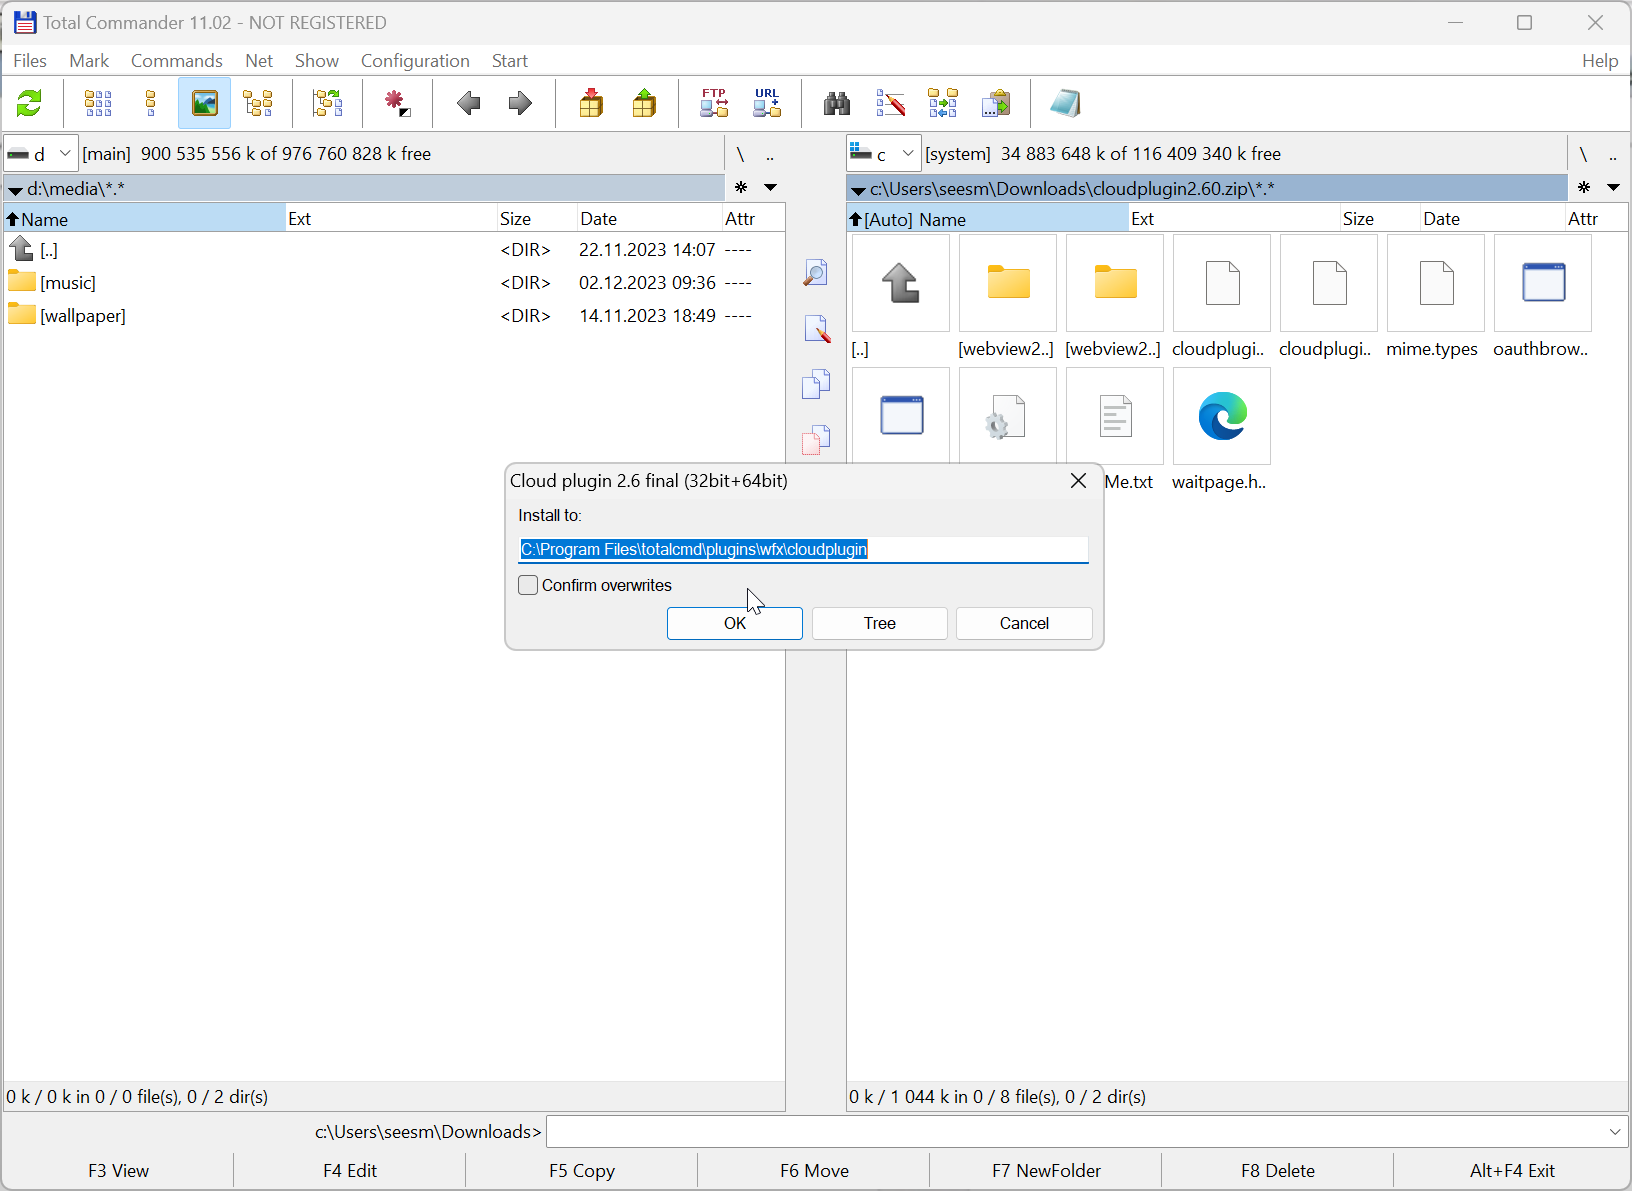 Total Commander 11.02 - NOT REGISTERED
Files Mark Commands Net Show Configuration Start Help
FTP URL
d [main] 900 535 556 k of 976 760 828 k free \ ..
c [system] 34 883 648 k of 116 409 340 k free \ ..
d:\media\*.* *
c:\Users\seesm\Downloads\cloudplugin2.60.zip\*.* *
Name Ext Size Date Attr
[..] <DIR> 22.11.2023 14:07 ----
[music] <DIR> 02.12.2023 09:36 ----
[wallpaper] <DIR> 14.11.2023 18:49 ----
[Auto] Name Ext Size Date Attr
[..] [webview2..] [webview2..] cloudplugi.. cloudplugi.. mime.types oauthbrow..
Me.txt waitpage.h..
Cloud plugin 2.6 final (32bit+64bit)
Install to:
C:\Program Files\totalcmd\plugins\wfx\cloudplugin
Confirm overwrites
OK Tree Cancel
0 k / 0 k in 0 / 0 file(s), 0 / 2 dir(s)
0 k / 1 044 k in 0 / 8 file(s), 0 / 2 dir(s)
c:\Users\seesm\Downloads>
F3 View F4 Edit F5 Copy F6 Move F7 NewFolder F8 Delete Alt+F4 Exit